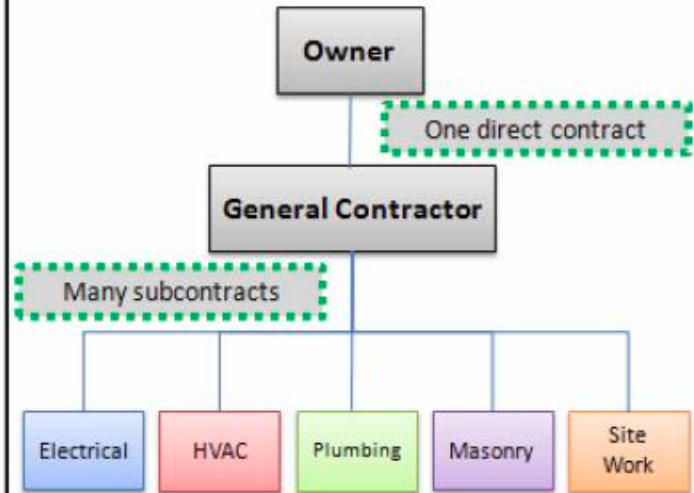 Owner
One direct contract
General Contractor
Many subcontracts
Electrical
HVAC
Plumbing
Masonry
Site
Work